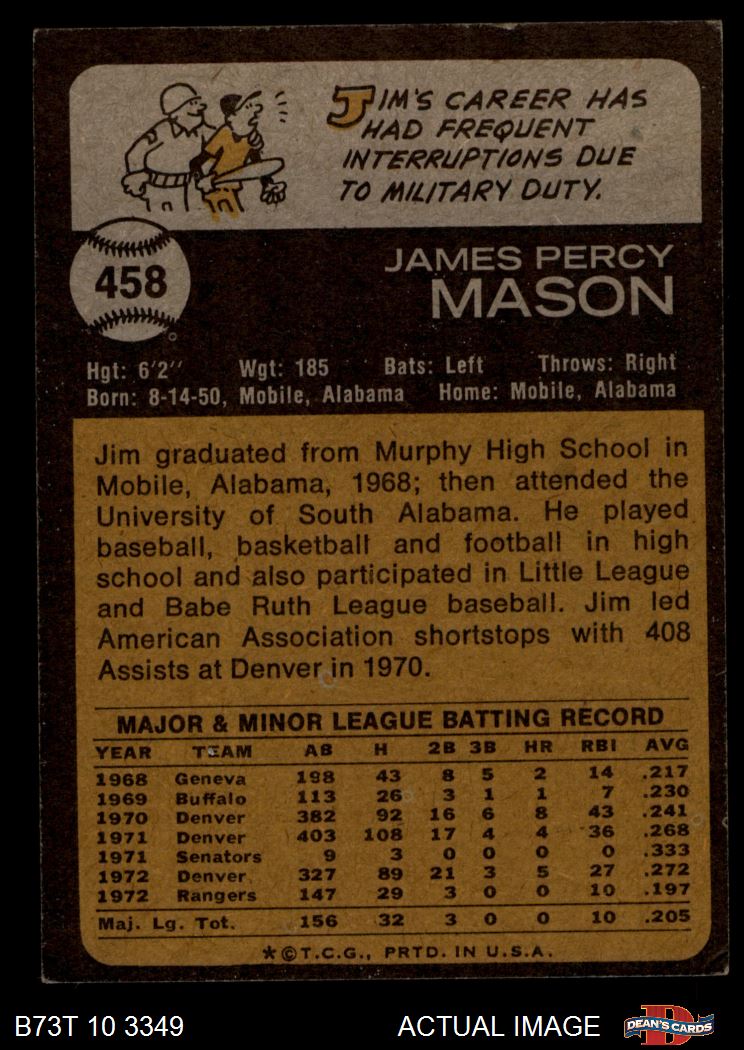 JIM'S CAREER HAS
HAD FREQUENT
INTERRUPTIONS DUE
TO MILITARY DUTY.
458
JAMES PERCY
MASON
Hgt: 6'2" Wgt: 185 Bats: Left Throws: Right
Born: 8-14-50, Mobile, Alabama Home: Mobile, Alabama
Jim graduated from Murphy High School in
Mobile, Alabama, 1968; then attended the
University of South Alabama. He played
baseball, basketball and football in high
school and also participated in Little League
and Babe Ruth League baseball. Jim led
American Association shortstops with 408
Assists at Denver in 1970.
MAJOR & MINOR LEAGUE BATTING RECORD
YEAR TEAM AB H 2B 3B HR RBI AVG
1968 Geneva 198 43 8 5 2 14 .217
1969 Buffalo 113 26 3 1 1 7 .230
1970 Denver 382 92 16 6 8 43 .241
1971 Denver 403 108 17 4 4 36 .268
1971 Senators 9 3 0 0 0 0 .333
1972 Denver 327 89 21 3 5 27 .272
1972 Rangers 147 29 3 0 0 10 .197
Maj. Lg. Tot. 156 32 3 0 0 10 .205
*©T.C.G., PRTD. IN U.S.A.
B73T 10 3349 ACTUAL IMAGE
D
DEAN'S CARDS